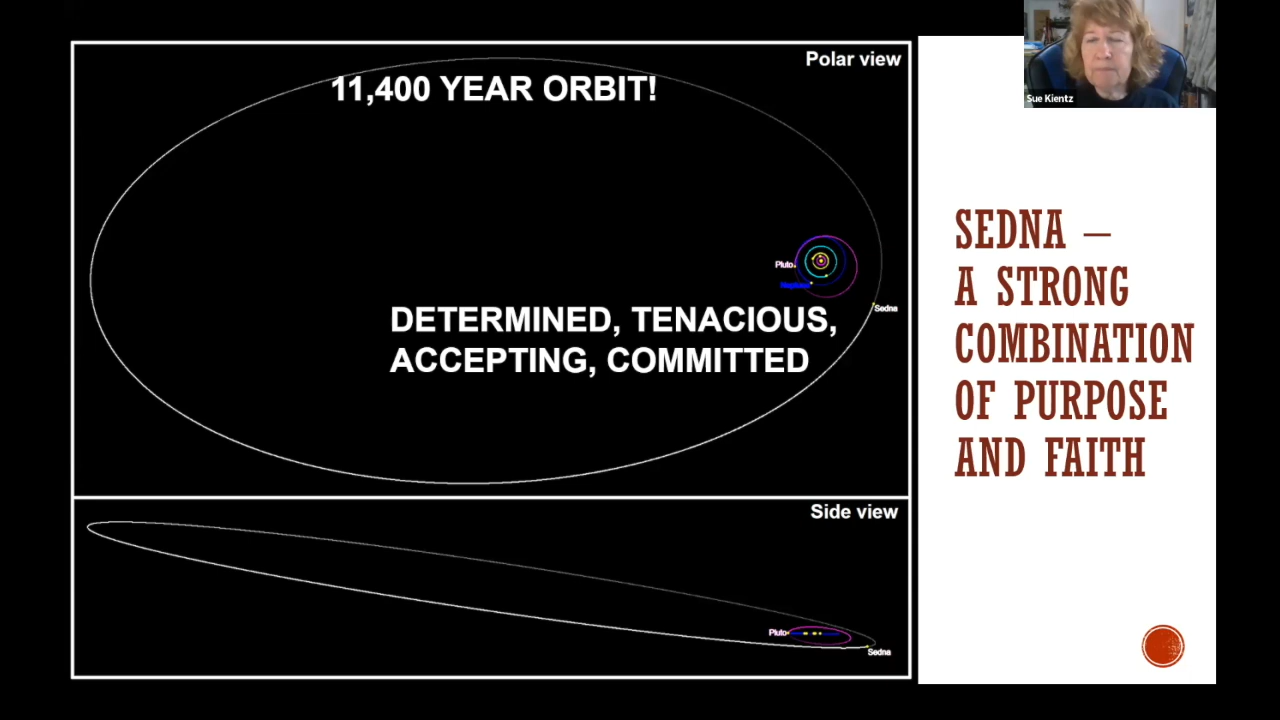 Polar view
11,400 YEAR ORBIT!
Pluto
Neptune
Sedna
DETERMINED, TENACIOUS,
ACCEPTING, COMMITTED
Side view
Pluto
Sedna
Sue Kientz
SEDNA –
A STRONG
COMBINATION
OF PURPOSE
AND FAITH